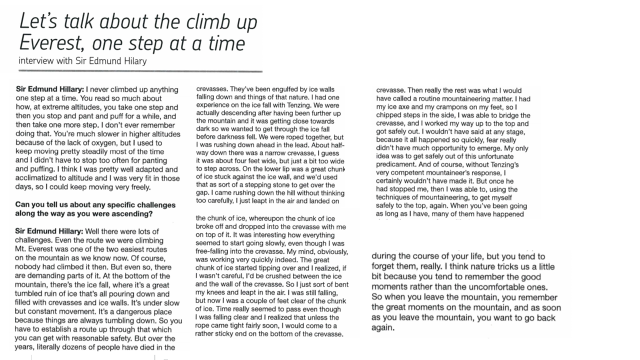 Let's talk about the climb up
Everest, one step at a time
interview with Sir Edmund Hilary
Sir Edmund Hillary: I never climbed up anything
one step at a time. You read so much about
how, at extreme altitudes, you take one step and
then you stop and pant and puff for a while, and
then take one more step. I don't ever remember
doing that. You're much slower in higher altitudes
because of the lack of oxygen, but I used to
keep moving pretty steadily most of the time
and I didn't have to stop too often for panting
and puffing. I think I was pretty well adapted and
acclimatized to altitude and I was very fit in those
days, so I could keep moving very freely.
Can you tell us about any specific challenges
along the way as you were ascending?
Sir Edmund Hillary: Well there were lots of
challenges. Even the route we were climbing
Mt. Everest was one of the two easiest routes
on the mountain as we know now. Of course,
nobody had climbed it then. But even so, there
are demanding parts of it. At the bottom of the
mountain, there's the ice fall, where it's a great
tumbled ruin of ice that's all pouring down and
filled with crevasses and ice walls. It's under slow
but constant movement. It's a dangerous place
because things are always tumbling down. So you
have to establish a route up through that which
you can get with reasonable safety. But over the
years, literally dozens of people have died in the
crevasses. They've been engulfed by ice walls
falling down and things of that nature. I had one
experience on the ice fall with Tenzing. We were
actually descending after having been further up
the mountain and it was getting close towards
dark so we wanted to get through the ice fall
before darkness fell. We were roped together, but
I was rushing down ahead in the lead. About half-
way down there was a narrow crevasse, I guess
it was about four feet wide, but just a bit too wide
to step across. On the lower lip was a great chunk
of ice stuck against the ice wall, and we'd used
that as sort of a stepping stone to get over the
gap. I came rushing down the hill without thinking
too carefully, I just leapt in the air and landed on
the chunk of ice, whereupon the chunk of ice
broke off and dropped into the crevasse with me
on top of it. It was interesting how everything
seemed to start going slowly, even though I was
free-falling into the crevasse. My mind, obviously,
was working very quickly indeed. The great
chunk of ice started tipping over and I realized, if
I wasn't careful, I'd be crushed between the ice
and the wall of the crevasse. So I just sort of bent
my knees and leapt in the air. I was still falling,
but now I was a couple of feet clear of the chunk
of ice. Time really seemed to pass even though
I was falling clear and I realized that unless the
rope came tight fairly soon, I would come to a
rather sticky end on the bottom of the crevasse.
crevasse. Then really the rest was what I would
have called a routine mountaineering matter. I had
my ice axe and my crampons on my feet, so I
chipped steps in the side, I was able to bridge the
crevasse, and I worked my way up to the top and
got safely out. I wouldn't have said at any stage,
because it all happened so quickly, fear really
didn't have much opportunity to emerge. My only
idea was to get safely out of this unfortunate
predicament. And of course, without Tenzing's
very competent mountaineer's response, I
certainly wouldn't have made it. But once he
had stopped me, then I was able to, using the
techniques of mountaineering, to get myself
safely to the top, again. When you've been going
as long as I have, many of them have happened
during the course of your life, but you tend to
forget them, really. I think nature tricks us a little
bit because you tend to remember the good
moments rather than the uncomfortable ones.
So when you leave the mountain, you remember
the great moments on the mountain, and as soon
as you leave the mountain, you want to go back
again.